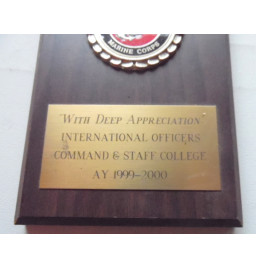 MARINE CORPS
WITH DEEP APPRECIATION
INTERNATIONAL OFFICERS
COMMAND & STAFF COLLEGE
AY 1999-2000